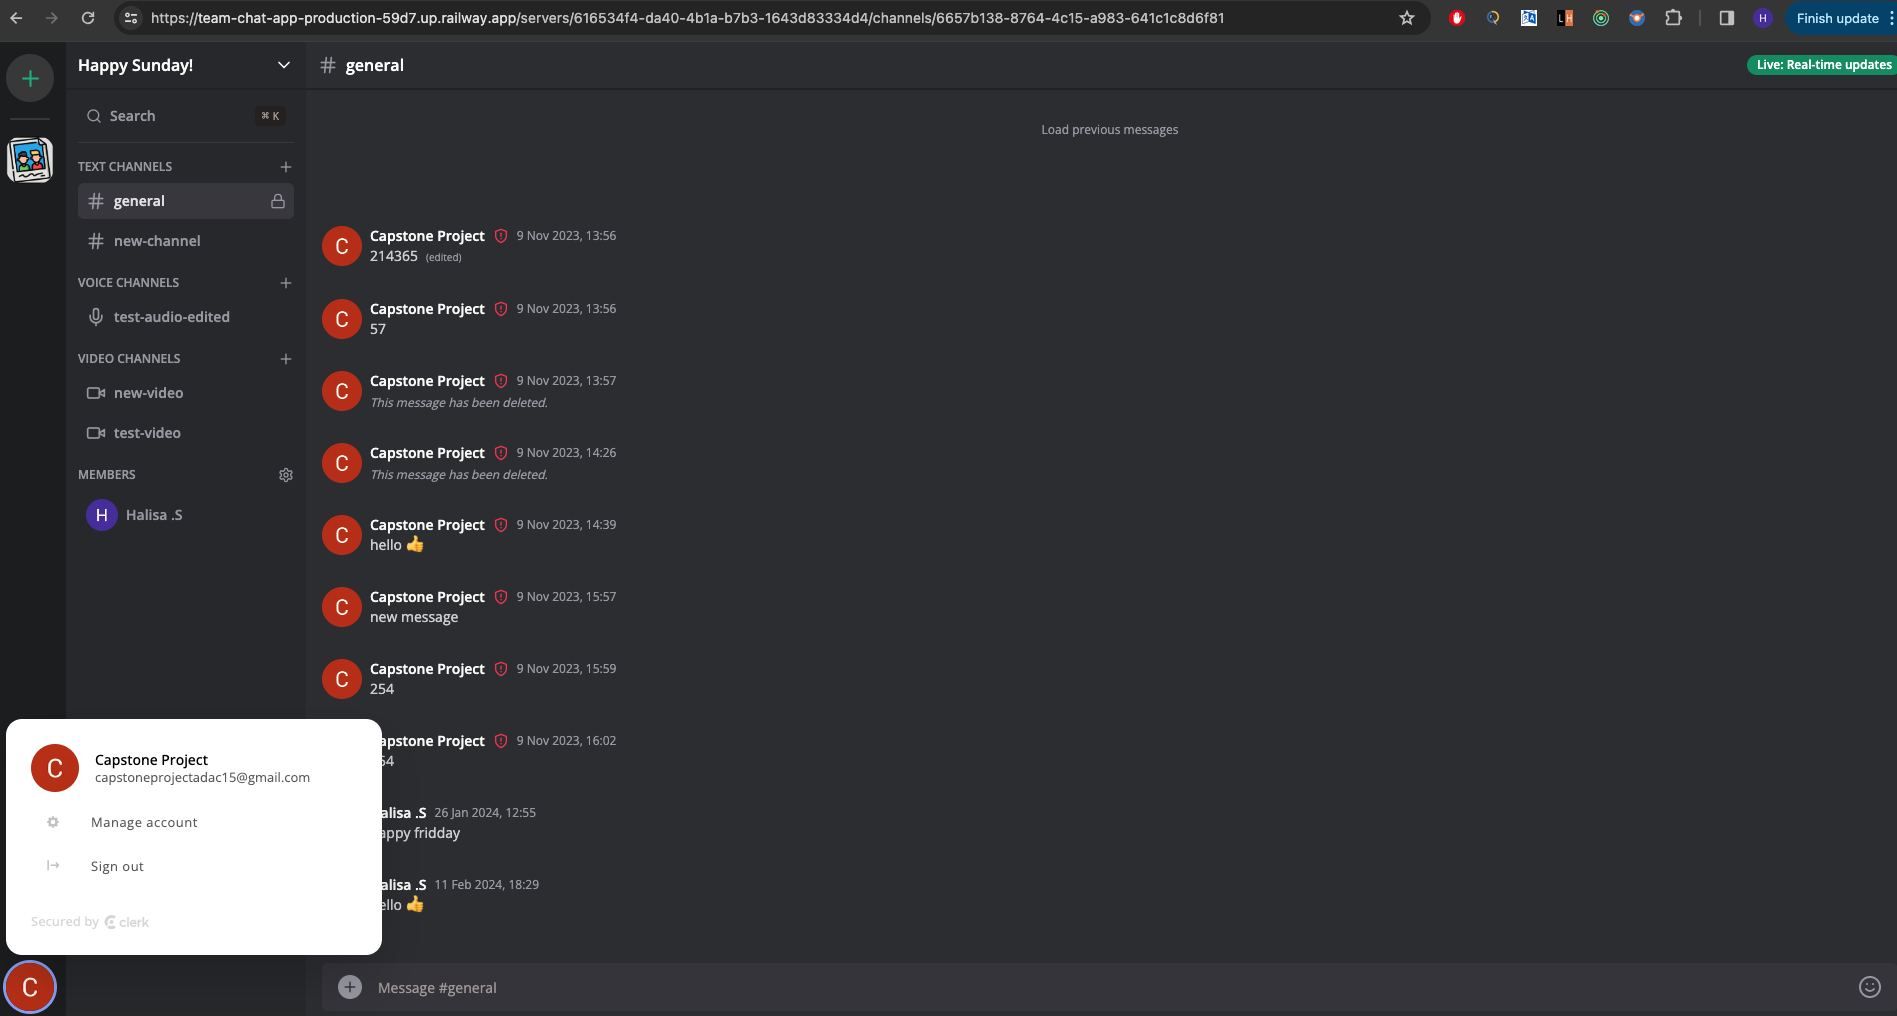 https://team-chat-app-production-59d7.up.railway.app/servers/616534f4-da40-4b1a-b7b3-1643d83334d4/channels/6657b138-8764-4c15-a983-641c1c8d6f81
H
Finish update
Happy Sunday!
# general
Live: Real-time updates
Search
⌘ K
Load previous messages
TEXT CHANNELS
# general
# new-channel
VOICE CHANNELS
test-audio-edited
VIDEO CHANNELS
new-video
test-video
MEMBERS
H Halisa .S
C Capstone Project 9 Nov 2023, 13:56
214365 (edited)
C Capstone Project 9 Nov 2023, 13:56
57
C Capstone Project 9 Nov 2023, 13:57
This message has been deleted.
C Capstone Project 9 Nov 2023, 14:26
This message has been deleted.
C Capstone Project 9 Nov 2023, 14:39
hello 👍
C Capstone Project 9 Nov 2023, 15:57
new message
C Capstone Project 9 Nov 2023, 15:59
254
apstone Project 9 Nov 2023, 16:02
54
alisa .S 26 Jan 2024, 12:55
appy fridday
alisa .S 11 Feb 2024, 18:29
ello 👍
C Capstone Project
capstoneprojectadac15@gmail.com
Manage account
Sign out
Secured by clerk
C
Message #general